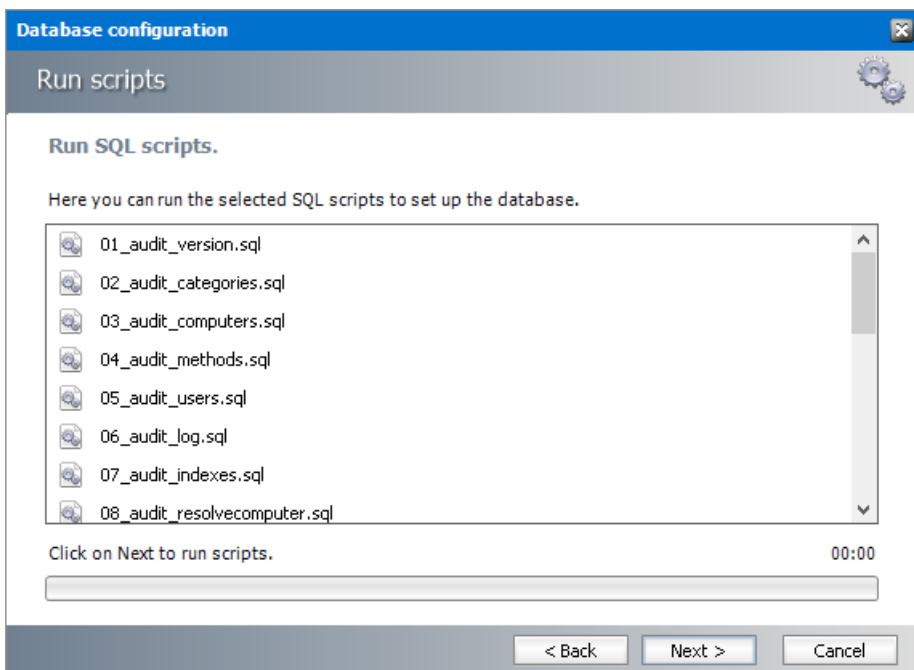 Database configuration
Run scripts
Run SQL scripts.
Here you can run the selected SQL scripts to set up the database.
01_audit_version.sql
02_audit_categories.sql
03_audit_computers.sql
04_audit_methods.sql
05_audit_users.sql
06_audit_log.sql
07_audit_indexes.sql
08_audit_resolvecomputer.sql
Click on Next to run scripts. 00:00
< Back Next > Cancel